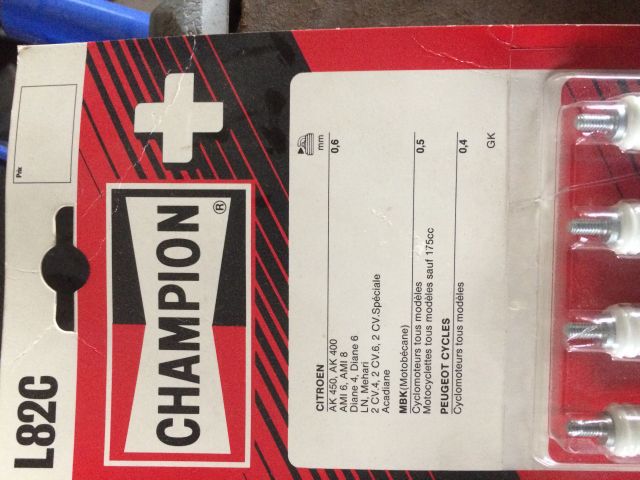 L82C
Prix
CHAMPION®
mm
CITROEN
AK 450, AK 400 0,6
AMI 6, AMI 8
Diane 4, Diane 6
LN, Mehari
2 CV.4, 2 CV.6, 2 CV.Spéciale
Acadiane
MBK(Motobécane)
Cyclomoteurs tous modèles 0,5
Motocyclettes tous modèles sauf 175cc
PEUGEOT CYCLES
Cyclomoteurs tous modèles 0,4
GK